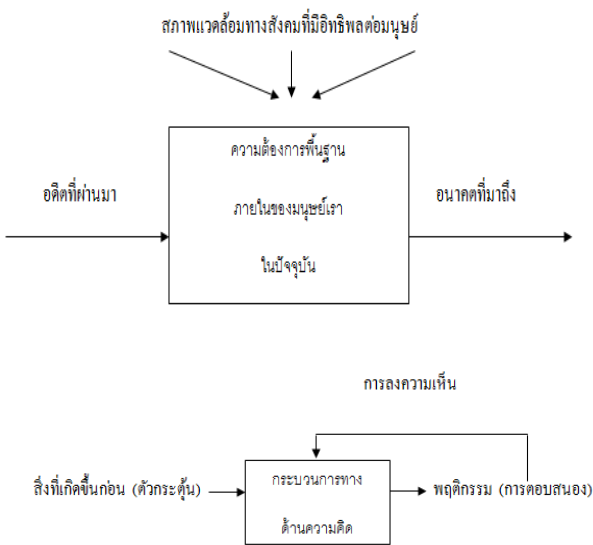 สภาพแวดล้อมทางสังคมที่มีอิทธิพลต่อมนุษย์
ความต้องการพื้นฐาน
อดีตที่ผ่านมา
ภายในของมนุษย์เรา
อนาคตที่มาถึง
ในปัจจุบัน
การลงความเห็น
สิ่งที่เกิดขึ้นก่อน (ตัวกระตุ้น)
กระบวนการทาง
ด้านความคิด
พฤติกรรม (การตอบสนอง)